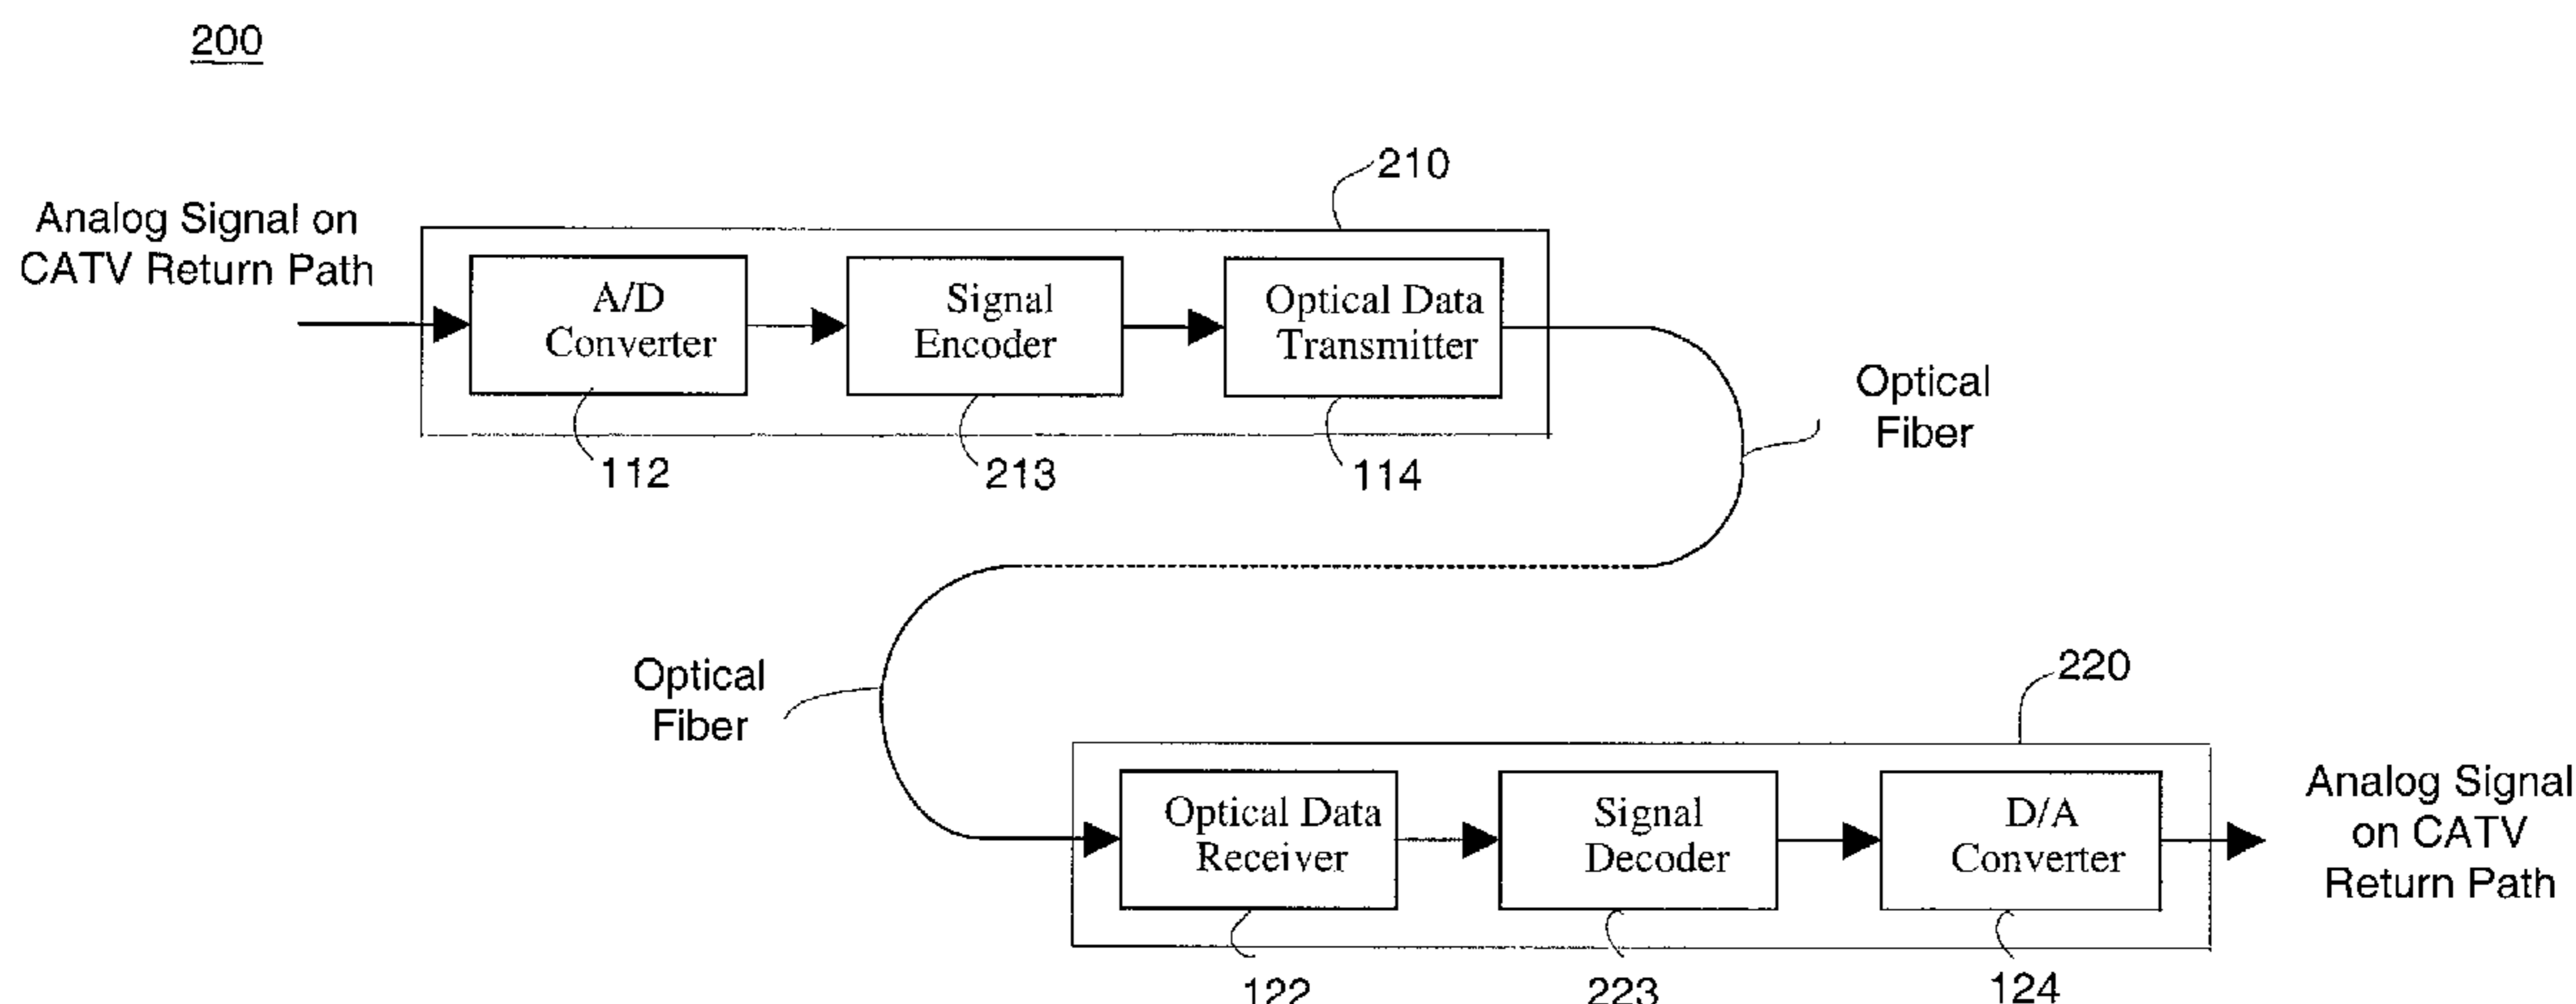 200
210
Analog Signal on
CATV Return Path
A/D
Converter
Signal
Encoder
Optical Data
Transmitter
Optical
Fiber
112
213
114
Optical
Fiber
220
Optical Data
Receiver
Signal
Decoder
D/A
Converter
Analog Signal
on CATV
Return Path
122
223
124